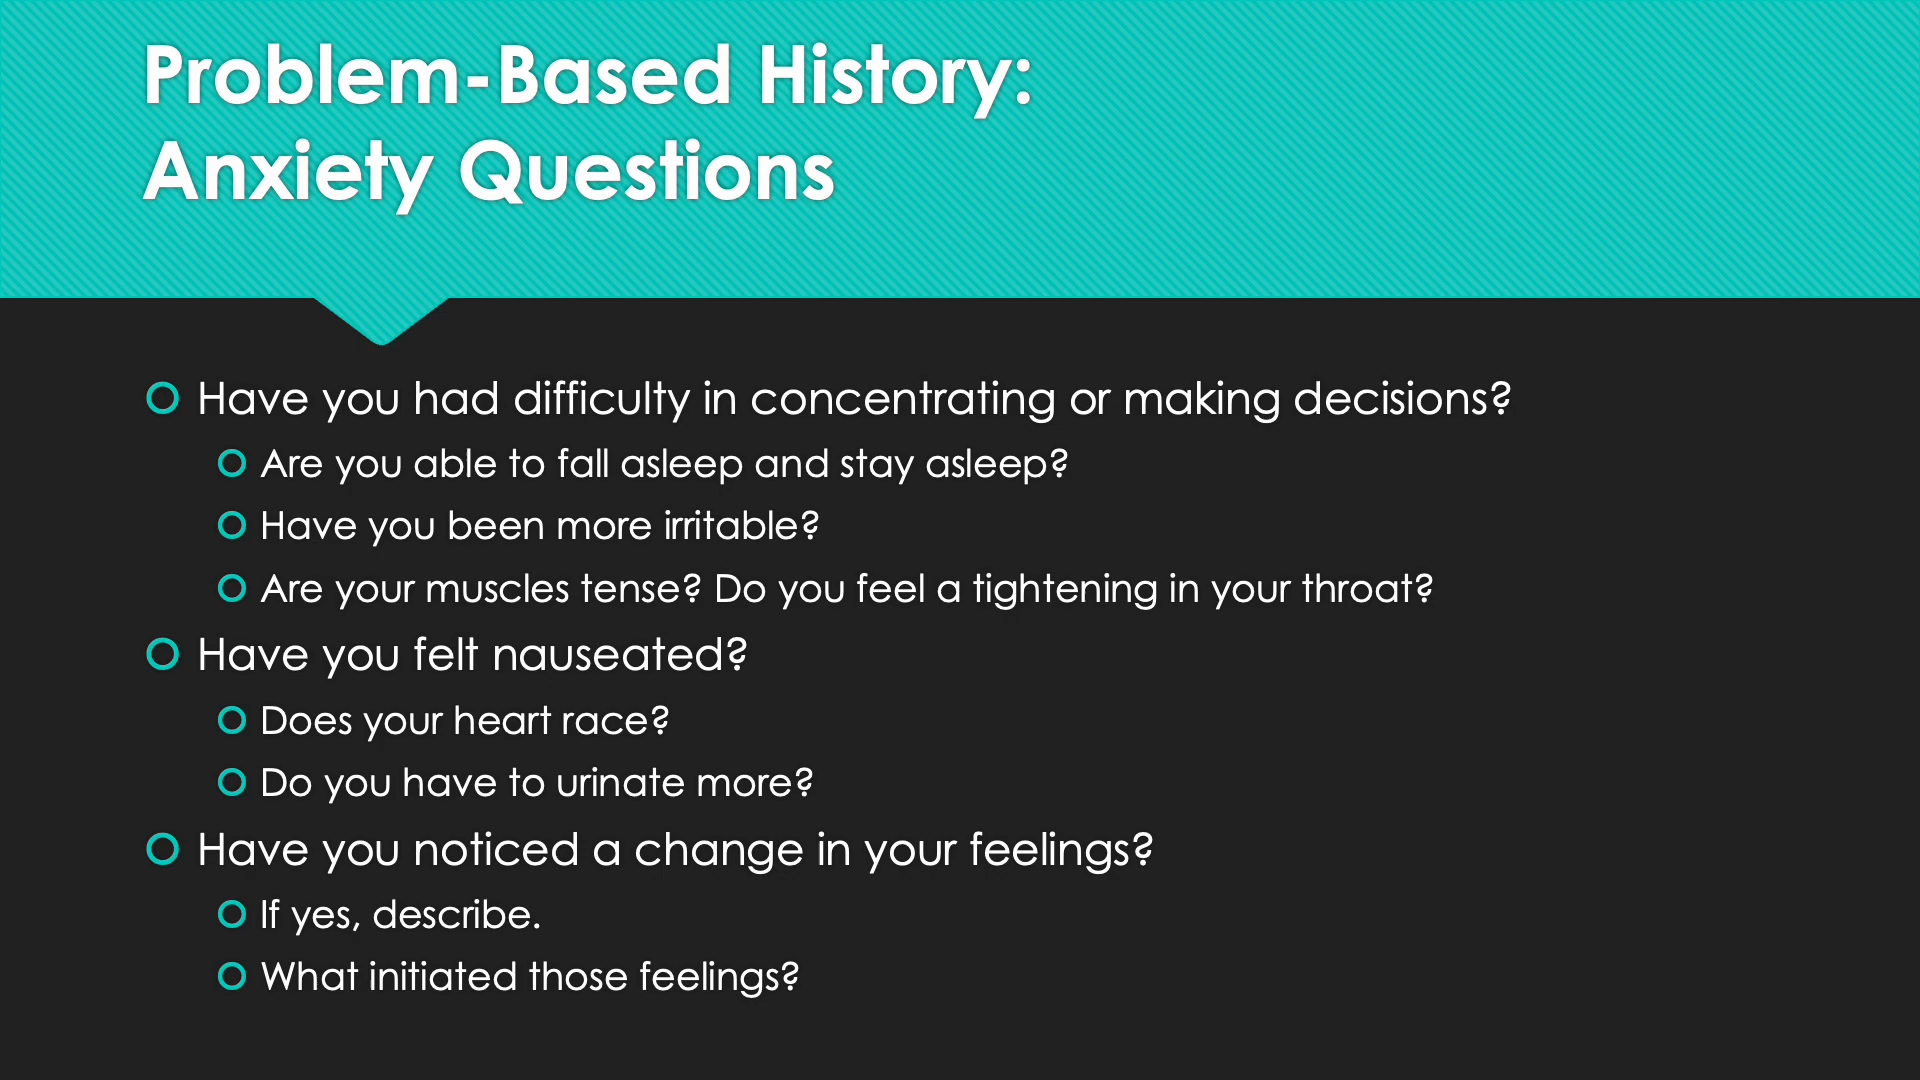 Problem-Based History:
Anxiety Questions
Have you had difficulty in concentrating or making decisions?
Are you able to fall asleep and stay asleep?
Have you been more irritable?
Are your muscles tense? Do you feel a tightening in your throat?
Have you felt nauseated?
Does your heart race?
Do you have to urinate more?
Have you noticed a change in your feelings?
If yes, describe.
What initiated those feelings?